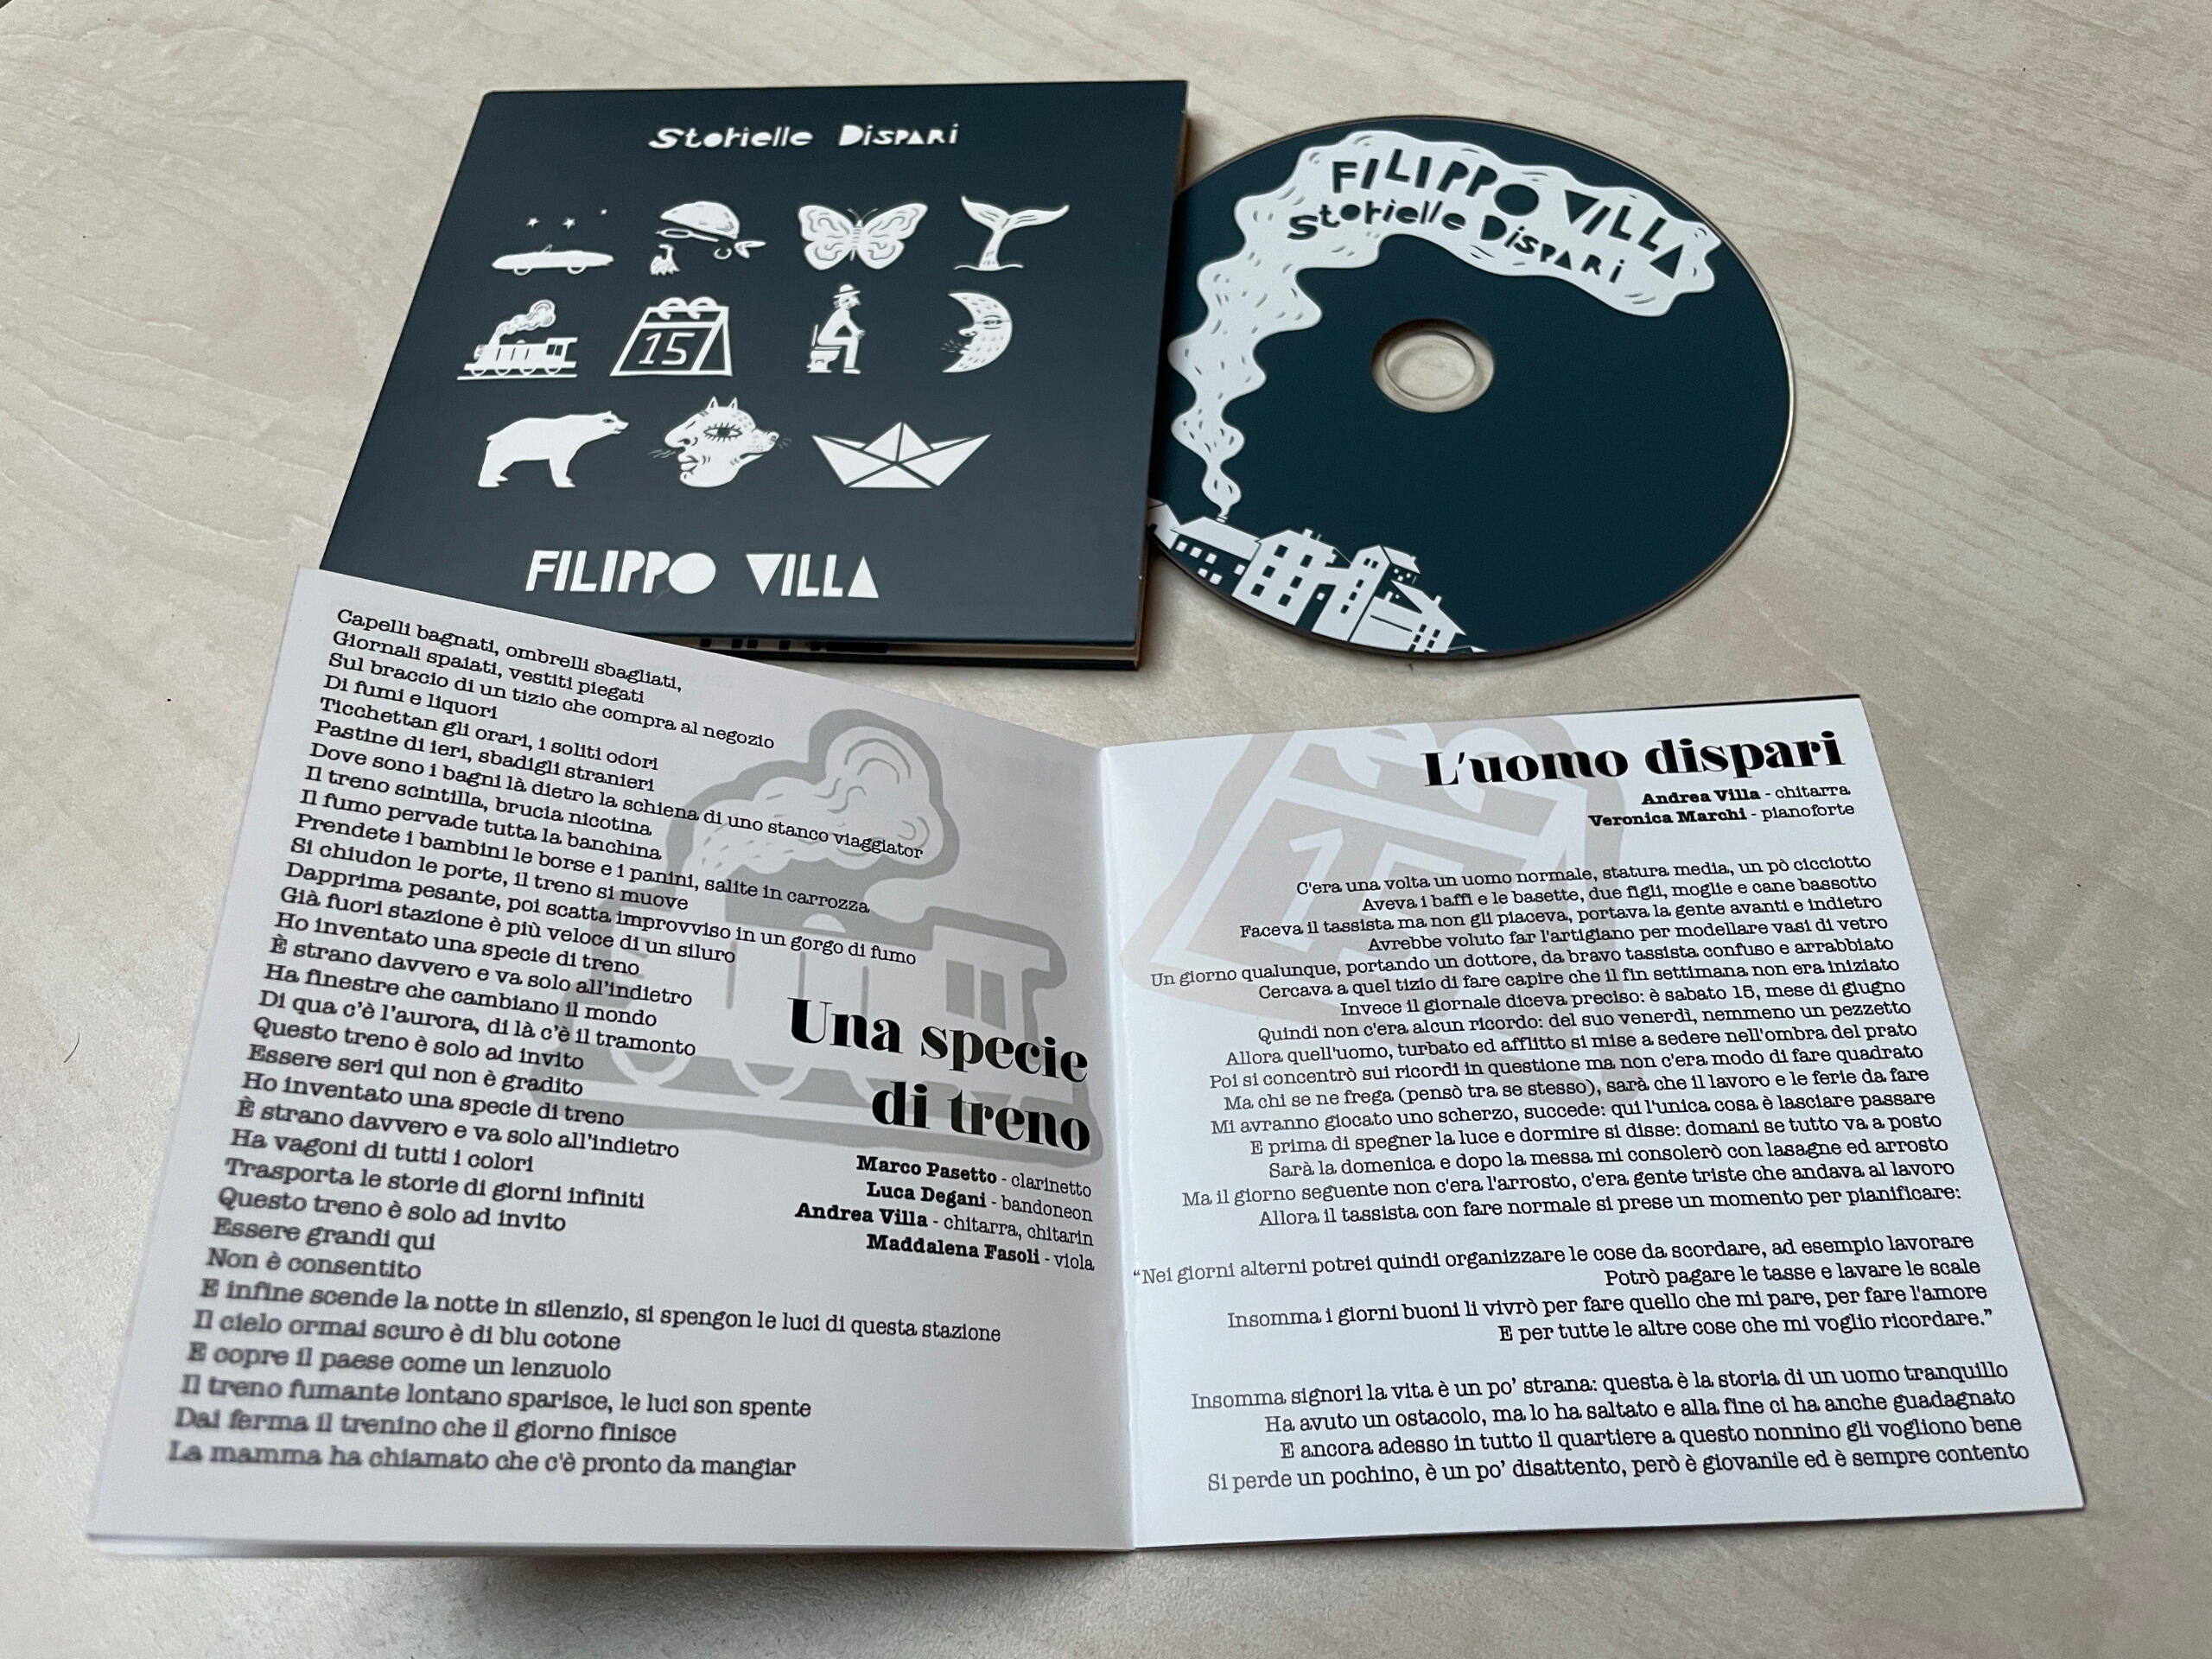 Storielle Dispari
15
FILIPPO VILLA
FILIPPO VILLA
Storielle Dispari
Capelli bagnati, ombrelli sbagliati,
Giornali spaiati, vestiti piegati
Sul braccio di un tizio che compra al negozio
Di fumi e liquori
Ticchettan gli orari, i soliti odori
Pastine di ieri, sbadigli stranieri
Dove sono i bagni là dietro la schiena di uno stanco viaggiator
Il treno scintilla, brucia nicotina
Il fumo pervade tutta la banchina
Prendete i bambini le borse e i panini, salite in carrozza
Si chiudon le porte, il treno si muove
Dapprima pesante, poi scatta improvviso in un gorgo di fumo
Già fuori stazione è più veloce di un siluro
Ho inventato una specie di treno
È strano davvero e va solo all'indietro
Ha finestre che cambiano il mondo
Di qua c'è l'aurora, di là c'è il tramonto
Questo treno è solo ad invito
Essere seri qui non è gradito
Ho inventato una specie di treno
È strano davvero e va solo all'indietro
Ha vagoni di tutti i colori
Trasporta le storie di giorni infiniti
Questo treno è solo ad invito
Essere grandi qui
Non è consentito
E infine scende la notte in silenzio, si spengon le luci di questa stazione
Il cielo ormai scuro è di blu cotone
E copre il paese come un lenzuolo
Il treno fumante lontano sparisce, le luci son spente
Dai ferma il trenino che il giorno finisce
La mamma ha chiamato che c'è pronto da mangiar
Una specie
di treno
Marco Pasetto - clarinetto
Luca Degani - bandoneon
Andrea Villa - chitarra, chitarin
Maddalena Fasoli - viola
L'uomo dispari
Andrea Villa - chitarra
Veronica Marchi - pianoforte
C'era una volta un uomo normale, statura media, un pò cicciotto
Aveva i baffi e le basette, due figli, moglie e cane bassotto
Faceva il tassista ma non gli piaceva, portava la gente avanti e indietro
Avrebbe voluto far l'artigiano per modellare vasi di vetro
Un giorno qualunque, portando un dottore, da bravo tassista confuso e arrabbiato
Cercava a quel tizio di fare capire che il fin settimana non era iniziato
Invece il giornale diceva preciso: è sabato 15, mese di giugno
Quindi non c'era alcun ricordo: del suo venerdì, nemmeno un pezzetto
Allora quell'uomo, turbato ed afflitto si mise a sedere nell'ombra del prato
Poi si concentrò sui ricordi in questione ma non c'era modo di fare quadrato
Ma chi se ne frega (pensò tra se stesso), sarà che il lavoro e le ferie da fare
Mi avranno giocato uno scherzo, succede: qui l'unica cosa è lasciare passare
E prima di spegner la luce e dormire si disse: domani se tutto va a posto
Sarà la domenica e dopo la messa mi consolerò con lasagne ed arrosto
Ma il giorno seguente non c'era l'arrosto, c'era gente triste che andava al lavoro
Allora il tassista con fare normale si prese un momento per pianificare:
“Nei giorni alterni potrei quindi organizzare le cose da scordare, ad esempio lavorare
Potrò pagare le tasse e lavare le scale
Insomma i giorni buoni li vivrò per fare quello che mi pare, per fare l'amore
E per tutte le altre cose che mi voglio ricordare.”
Insomma signori la vita è un po’ strana: questa è la storia di un uomo tranquillo
Ha avuto un ostacolo, ma lo ha saltato e alla fine ci ha anche guadagnato
E ancora adesso in tutto il quartiere a questo nonnino gli vogliono bene
Si perde un pochino, è un po’ disattento, però è giovanile ed è sempre contento